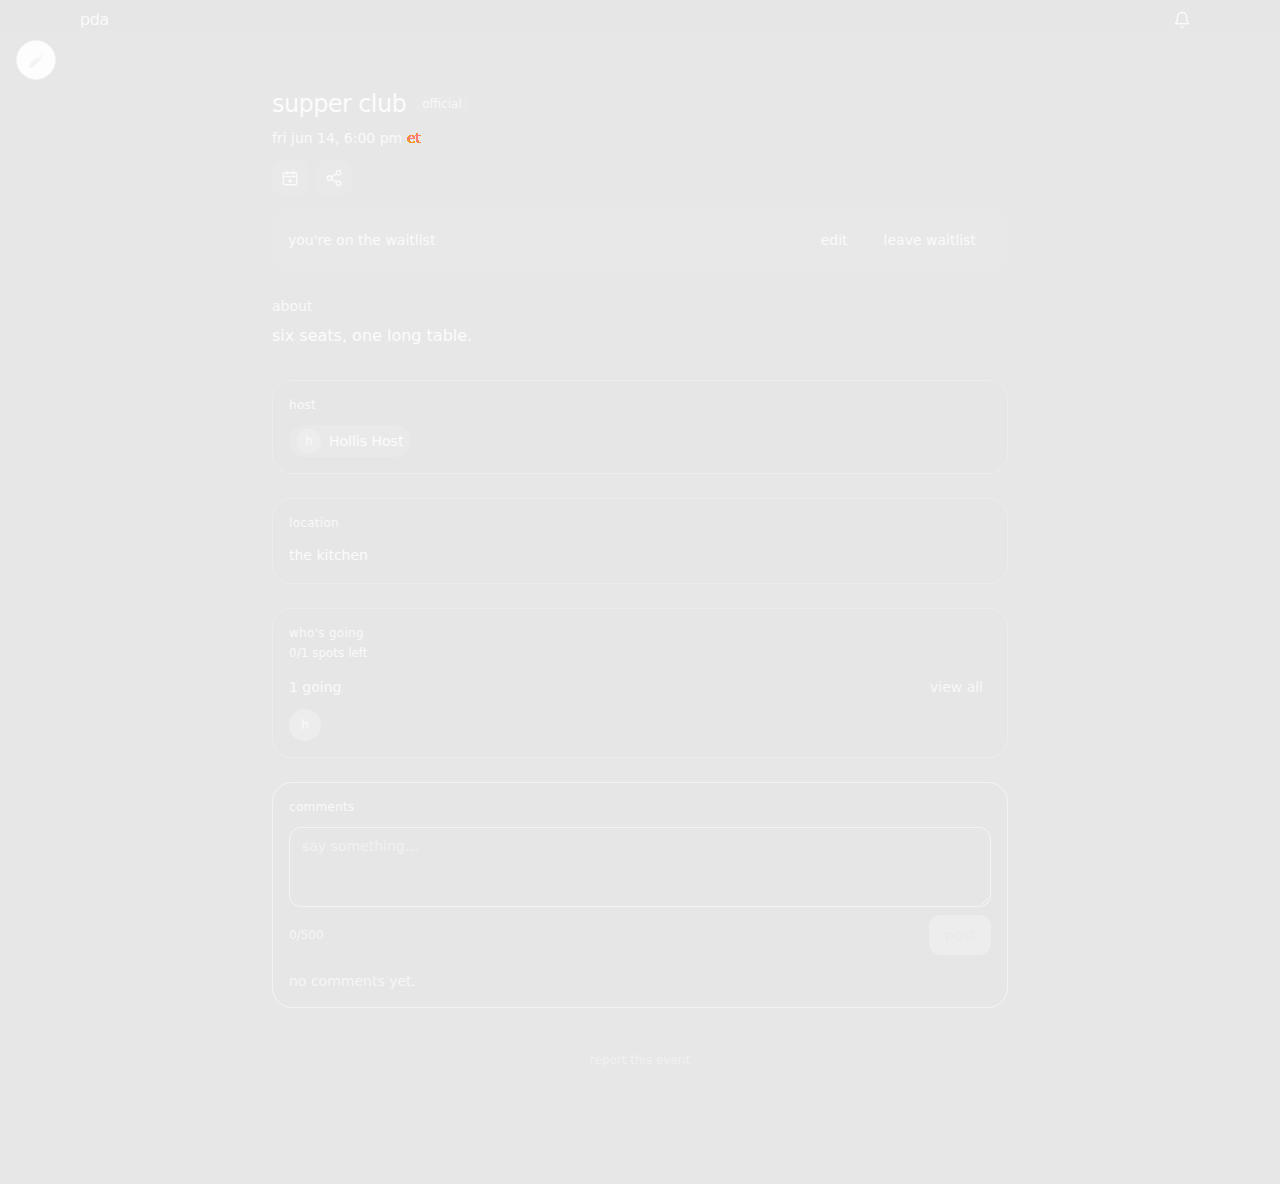 pda
supper club official
fri jun 14, 6:00 pm et
you're on the waitlist edit leave waitlist
about
six seats, one long table.
host
h Hollis Host
location
the kitchen
who's going
0/1 spots left
1 going view all
h
comments
say something...
0/500 post
no comments yet.
report this event